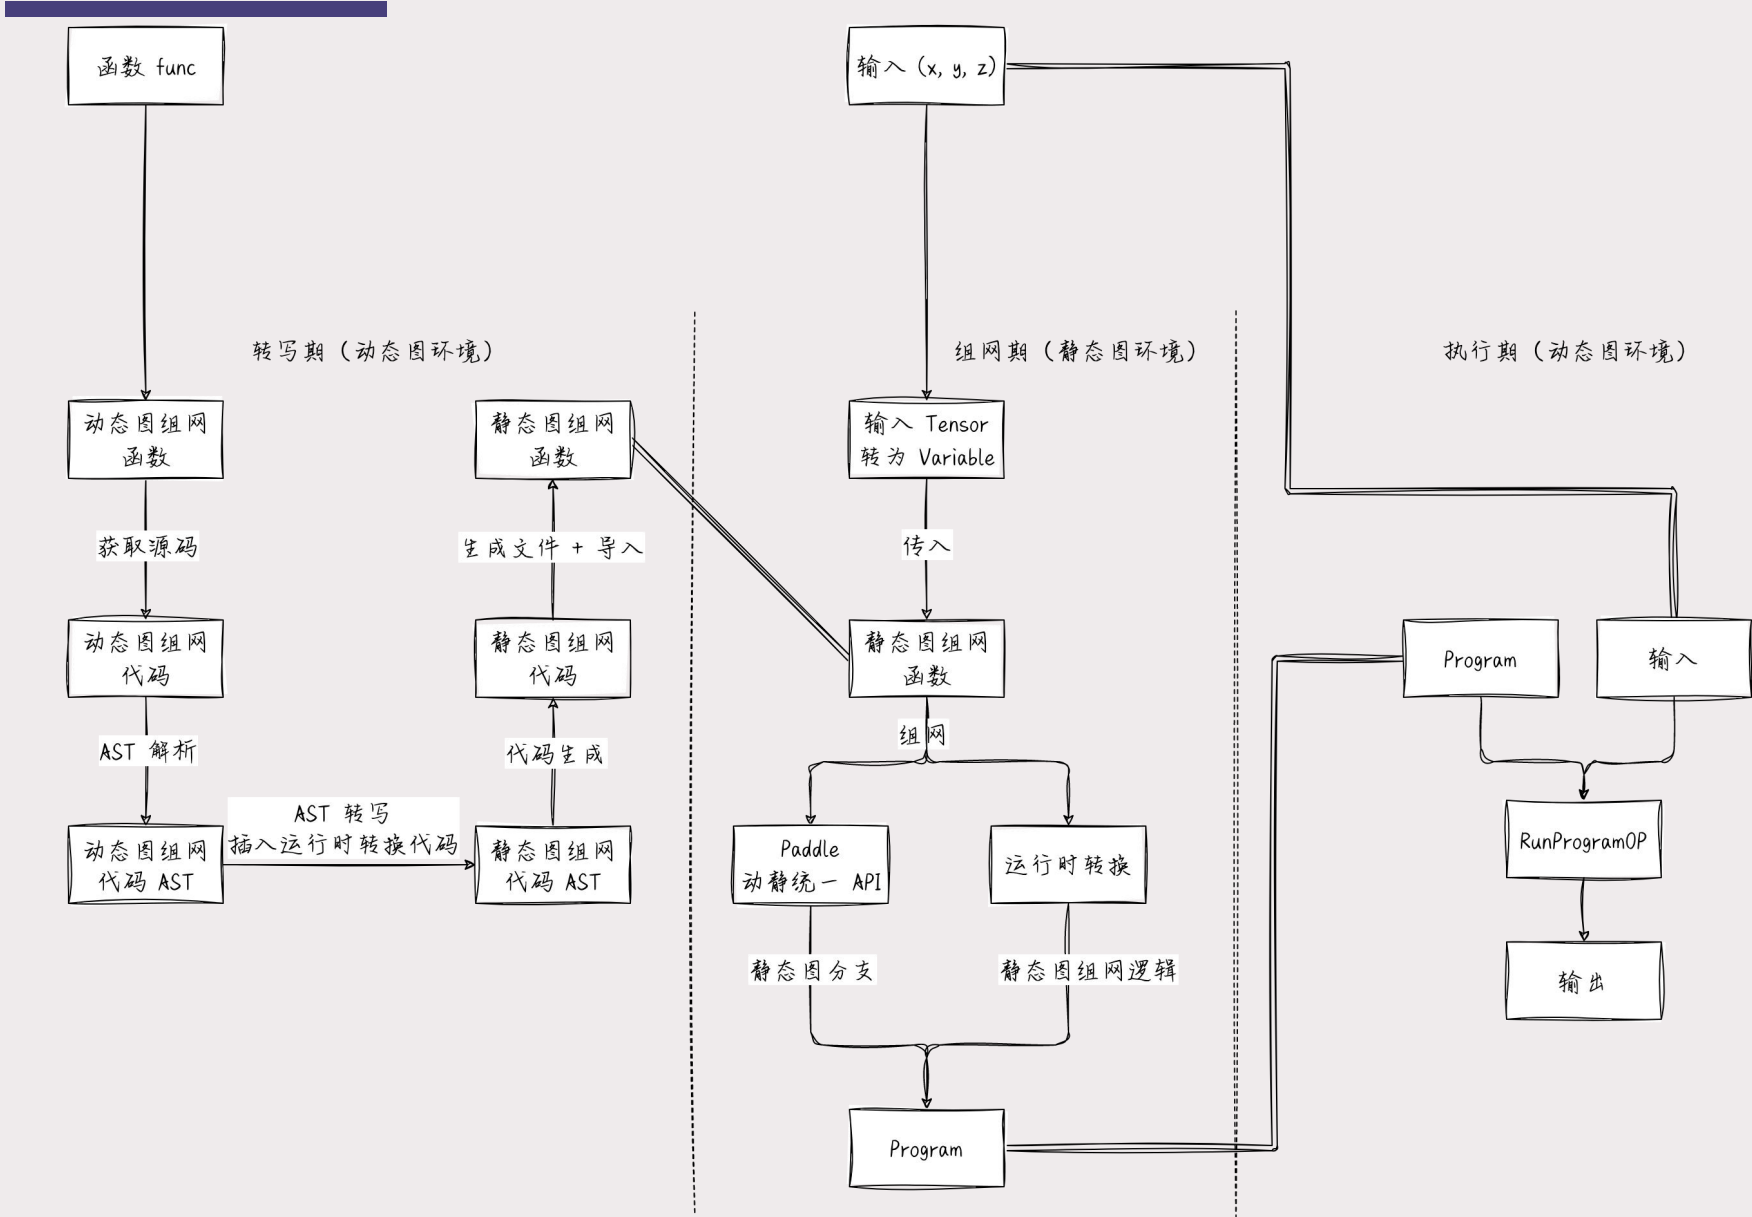 函数 func
输入 (x, y, z)
转写期 (动态图环境)
组网期 (静态图环境)
执行期 (动态图环境)
动态图组网
函数
获取源码
动态图组网
代码
AST 解析
动态图组网
代码 AST
AST 转写
插入运行时转换代码
静态图组网
代码 AST
代码生成
静态图组网
代码
生成文件 + 导入
静态图组网
函数
输入 Tensor
转为 Variable
传入
静态图组网
函数
组网
Paddle
动静统一 API
运行时转换
静态图分支
静态图组网逻辑
Program
Program
输入
RunProgramOP
输出